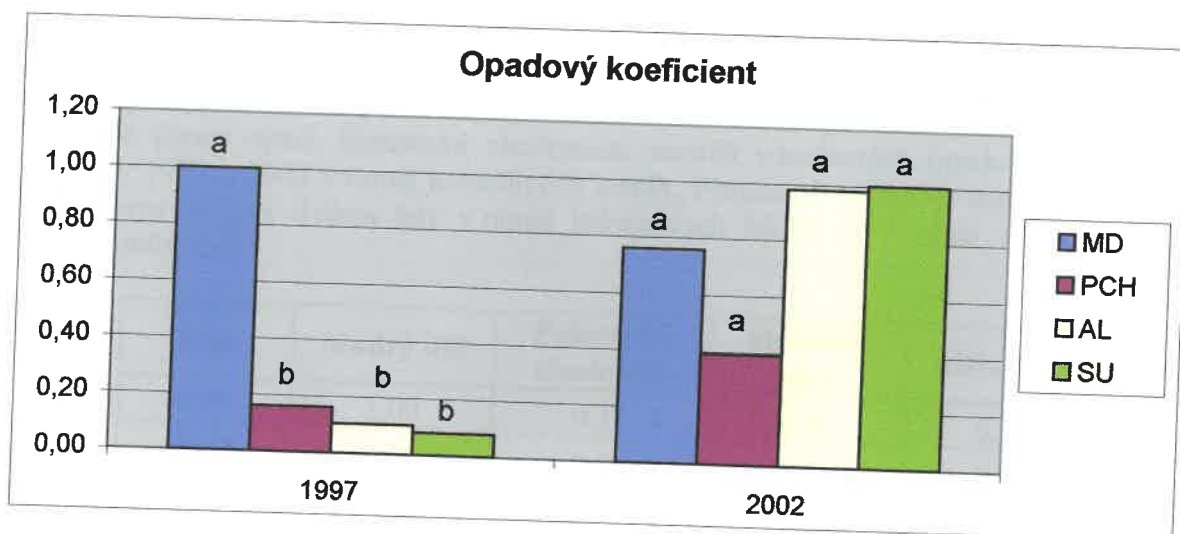 Opadový koeficient
1,20
1,00
0,80
0,60
0,40
0,20
0,00
a
b
b
b
a
a
a
a
1997
2002
MD
PCH
AL
SU